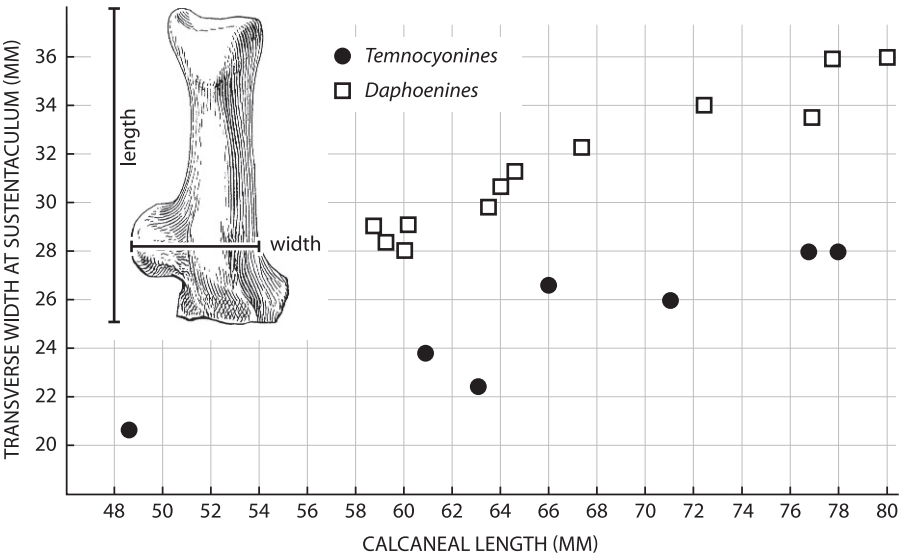 TRANSVERSE WIDTH AT SUSTENTACULUM (MM)
36
34
32
30
28
26
24
22
20
length
width
Temnocyonines
Daphoenines
48 50 52 54 56 58 60 62 64 66 68 70 72 74 76 78 80
CALCANEAL LENGTH (MM)